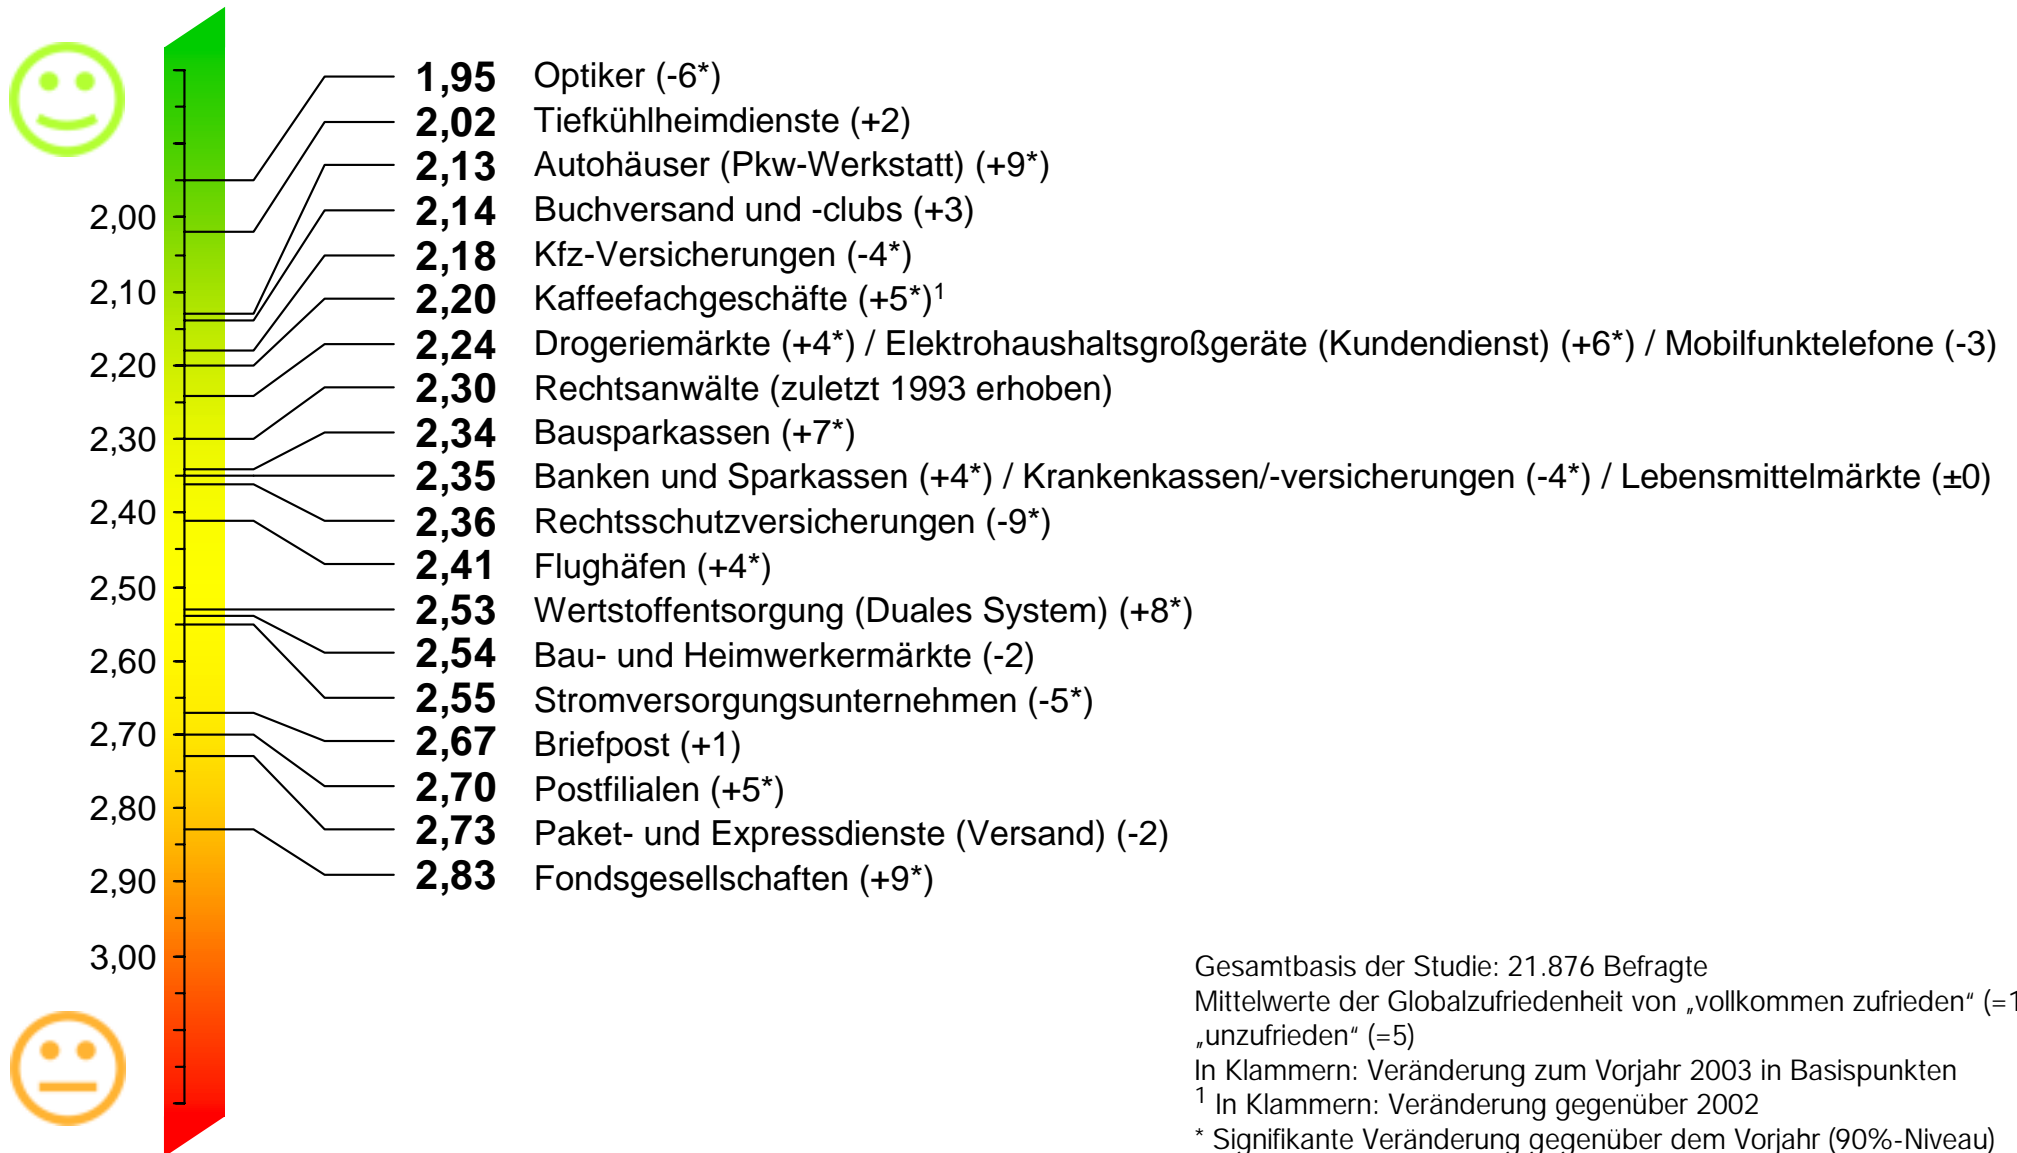 1,95 Optiker (-6*)
2,02 Tiefkühlheimdienste (+2)
2,13 Autohäuser (Pkw-Werkstatt) (+9*)
2,14 Buchversand und -clubs (+3)
2,18 Kfz-Versicherungen (-4*)
2,20 Kaffeefachgeschäfte (+5*)¹
2,24 Drogeriemärkte (+4*) / Elektrohaushaltsgroßgeräte (Kundendienst) (+6*) / Mobilfunktelefone (-3)
2,30 Rechtsanwälte (zuletzt 1993 erhoben)
2,34 Bausparkassen (+7*)
2,35 Banken und Sparkassen (+4*) / Krankenkassen/-versicherungen (-4*) / Lebensmittelmärkte (±0)
2,36 Rechtsschutzversicherungen (-9*)
2,41 Flughäfen (+4*)
2,53 Wertstoffentsorgung (Duales System) (+8*)
2,54 Bau- und Heimwerkermärkte (-2)
2,55 Stromversorgungsunternehmen (-5*)
2,67 Briefpost (+1)
2,70 Postfilialen (+5*)
2,73 Paket- und Expressdienste (Versand) (-2)
2,83 Fondsgesellschaften (+9*)
2,00
2,10
2,20
2,30
2,40
2,50
2,60
2,70
2,80
2,90
3,00
Gesamtbasis der Studie: 21.876 Befragte
Mittelwerte der Globalzufriedenheit von „vollkommen zufrieden“ (=1
„unzufrieden“ (=5)
In Klammern: Veränderung zum Vorjahr 2003 in Basispunkten
¹ In Klammern: Veränderung gegenüber 2002
* Signifikante Veränderung gegenüber dem Vorjahr (90%-Niveau)